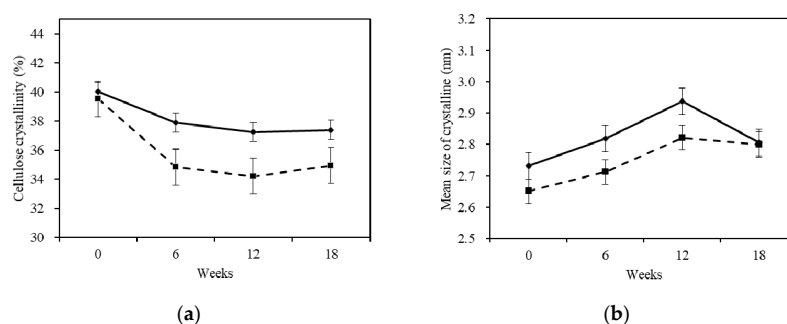 44
42
40
38
36
34
32
30
Cellulose crystallinity (%)
0 6 12 18
Weeks
(a)
3.2
3.1
3.0
2.9
2.8
2.7
2.6
2.5
Mean size of crystalline (nm)
0 6 12 18
Weeks
(b)